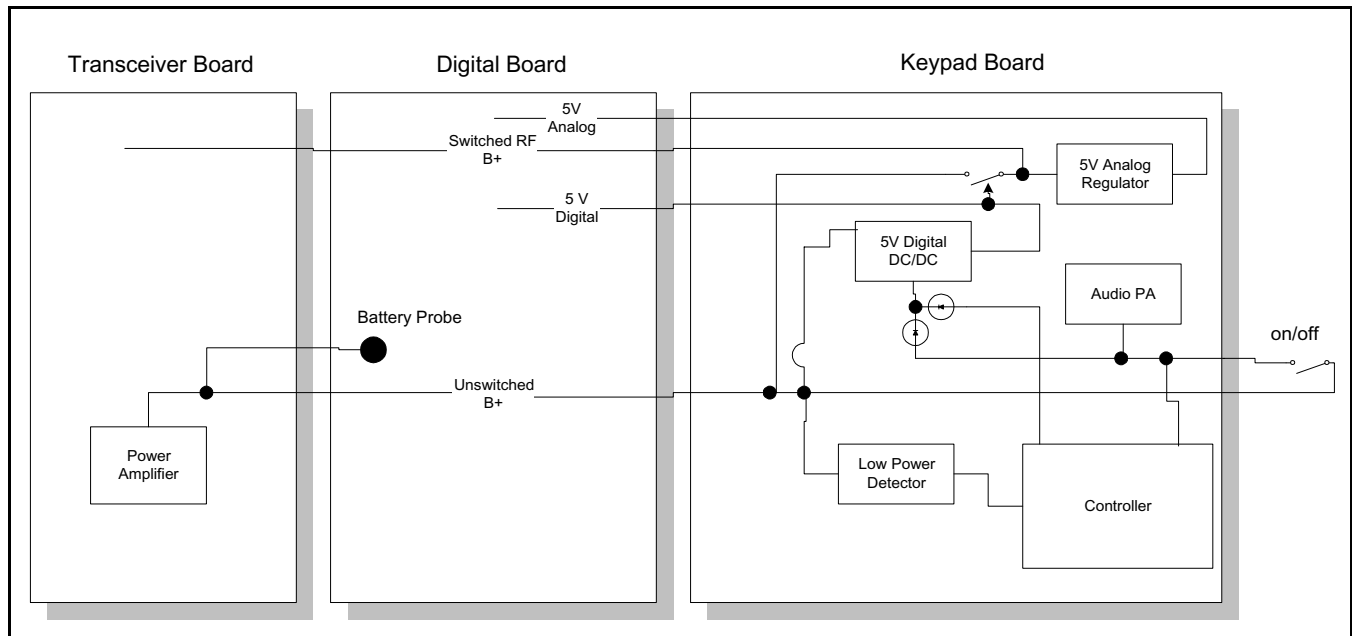 Transceiver Board
Digital Board
Keypad Board
5V
Analog
Switched RF
B+
5V Analog
Regulator
5 V
Digital
5V Digital
DC/DC
Audio PA
Battery Probe
on/off
Unswitched
B+
Power
Amplifier
Low Power
Detector
Controller